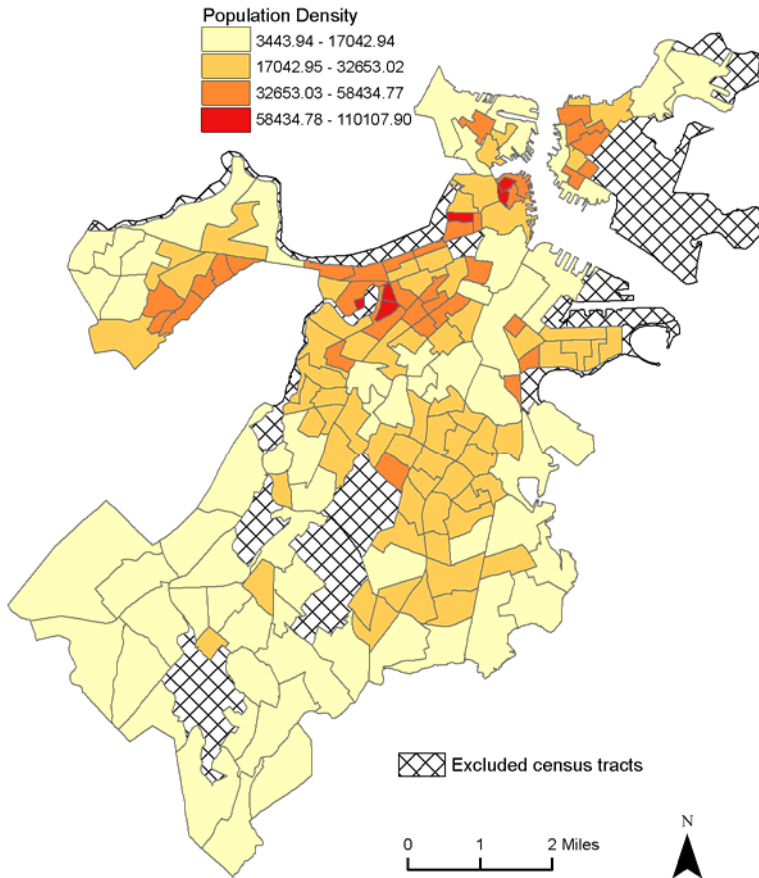 Population Density
3443.94 - 17042.94
17042.95 - 32653.02
32653.03 - 58434.77
58434.78 - 110107.90
Excluded census tracts
N
0 1 2 Miles